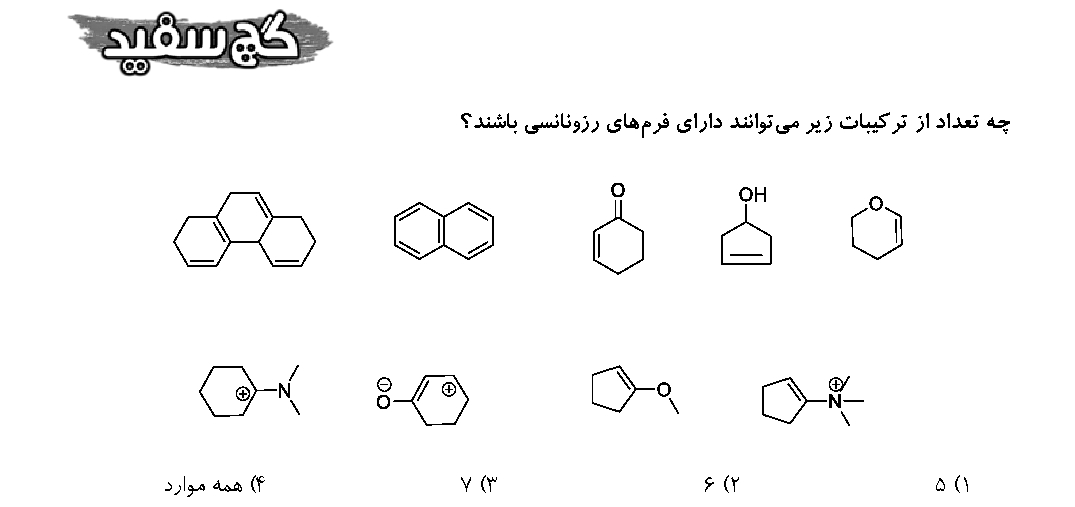 گچ سفید
چه تعداد از ترکیبات زیر می‌توانند دارای فرم‌های رزونانسی باشند؟
O OH O
N O O N
۱) ۵ ۲) ۶ ۳) ۷ ۴) همه موارد